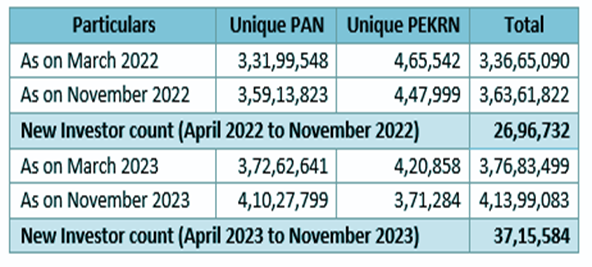 Particulars Unique PAN Unique PEKRN Total
As on March 2022 3,31,99,548 4,65,542 3,36,65,090
As on November 2022 3,59,13,823 4,47,999 3,63,61,822
New Investor count (April 2022 to November 2022) 26,96,732
As on March 2023 3,72,62,641 4,20,858 3,76,83,499
As on November 2023 4,10,27,799 3,71,284 4,13,99,083
New Investor count (April 2023 to November 2023) 37,15,584